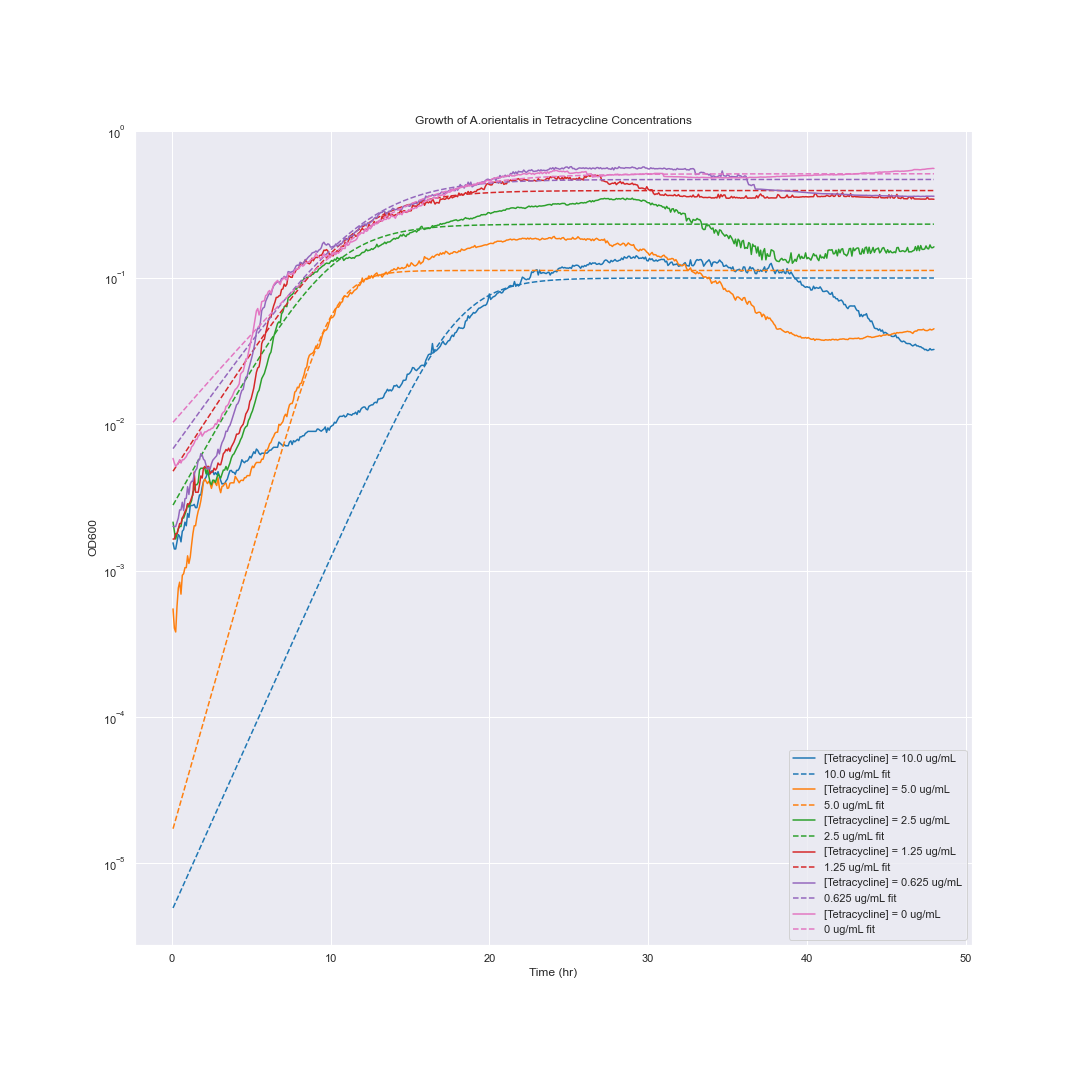 Growth of A.orientalis in Tetracycline Concentrations
10⁰
10⁻¹
10⁻²
10⁻³
10⁻⁴
10⁻⁵
OD600
0 10 20 30 40 50
Time (hr)
[Tetracycline] = 10.0 ug/mL
10.0 ug/mL fit
[Tetracycline] = 5.0 ug/mL
5.0 ug/mL fit
[Tetracycline] = 2.5 ug/mL
2.5 ug/mL fit
[Tetracycline] = 1.25 ug/mL
1.25 ug/mL fit
[Tetracycline] = 0.625 ug/mL
0.625 ug/mL fit
[Tetracycline] = 0 ug/mL
0 ug/mL fit